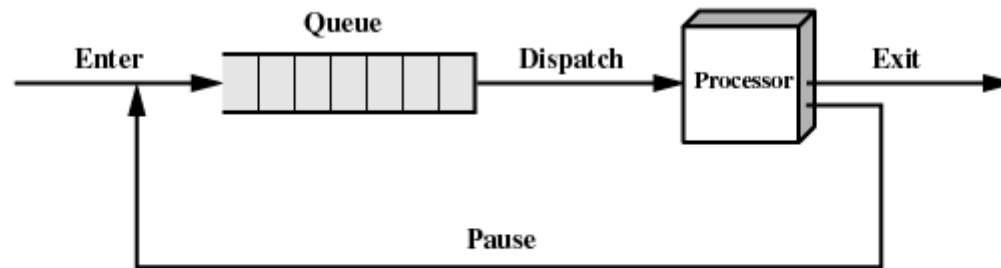 Queue
Enter
Dispatch
Processor
Exit
Pause